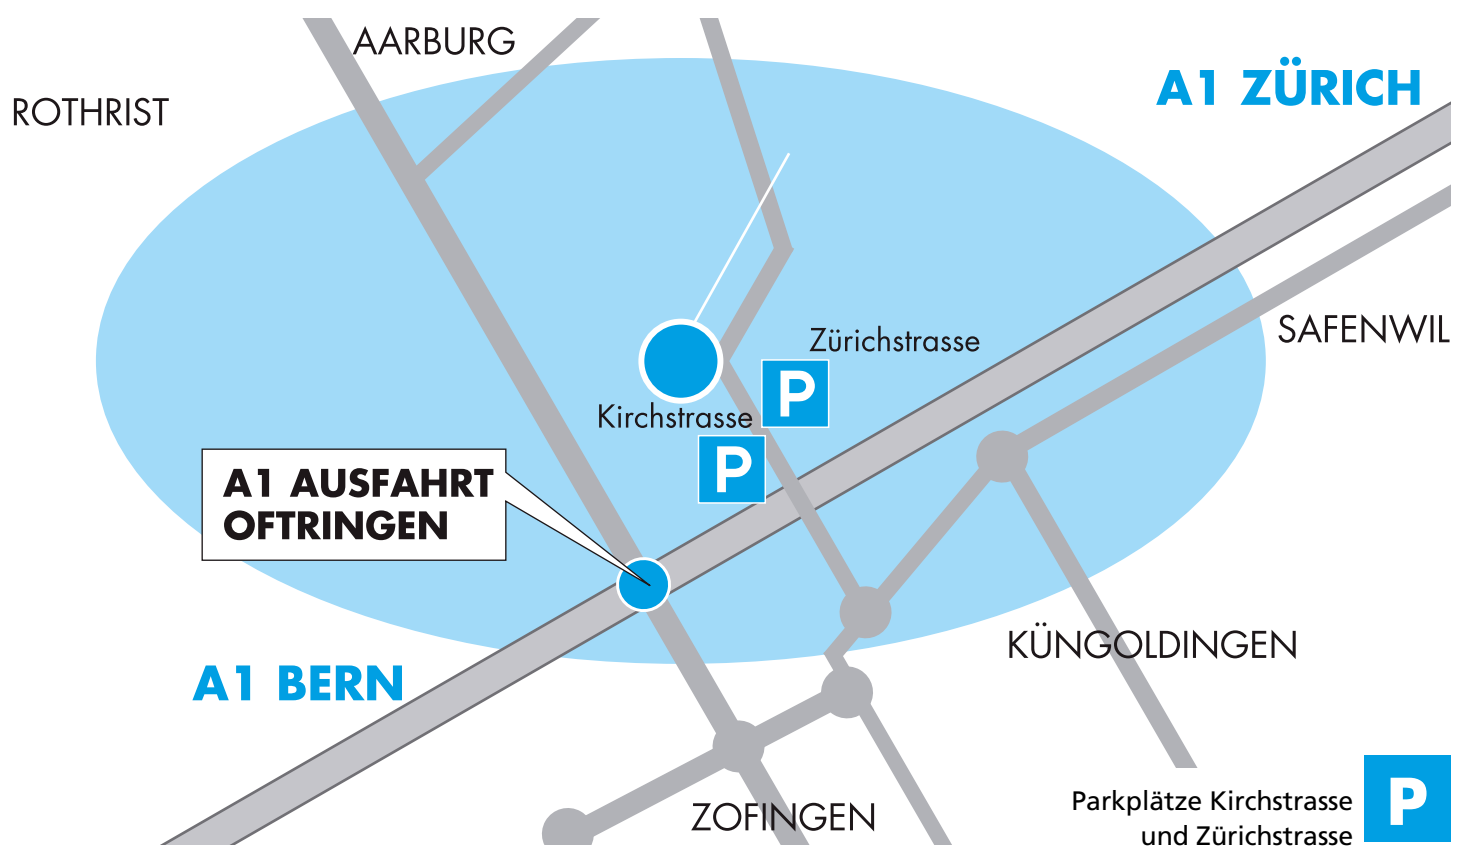 AARBURG
A1 ZÜRICH
ROTHRIST
SAFENWIL
Zürichstrasse
P
Kirchstrasse
P
A1 AUSFAHRT
OFTRINGEN
KÜNGOLDINGEN
A1 BERN
ZOFINGEN
Parkplätze Kirchstrasse
und Zürichstrasse
P